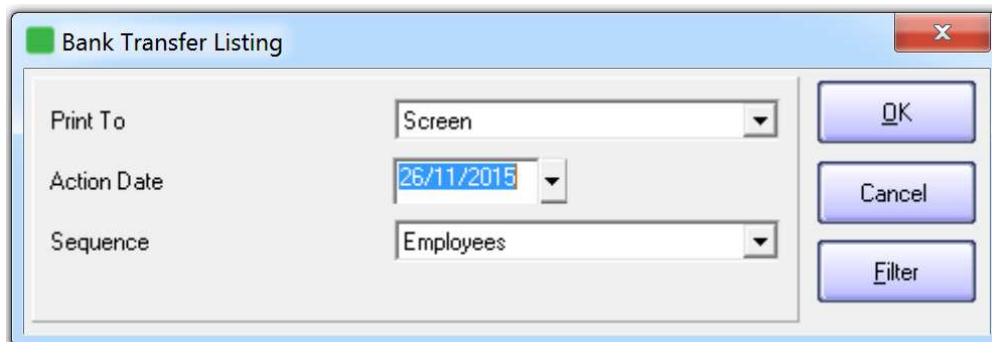 Bank Transfer Listing
Print To Screen OK
Action Date 26/11/2015 Cancel
Sequence Employees Filter